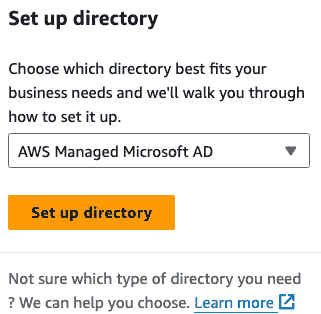 Set up directory
Choose which directory best fits your
business needs and we'll walk you through
how to set it up.
AWS Managed Microsoft AD
Set up directory
Not sure which type of directory you need
? We can help you choose. Learn more